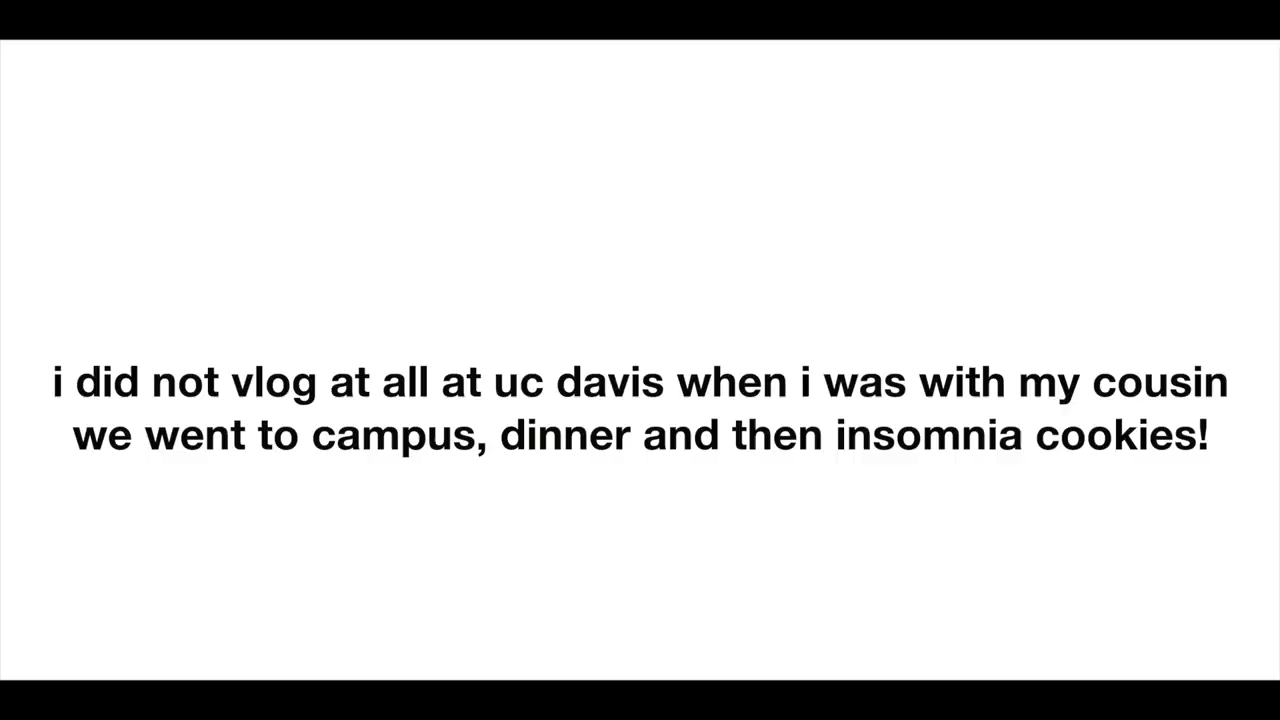 i did not vlog at all at uc davis when i was with my cousin
we went to campus, dinner and then insomnia cookies!